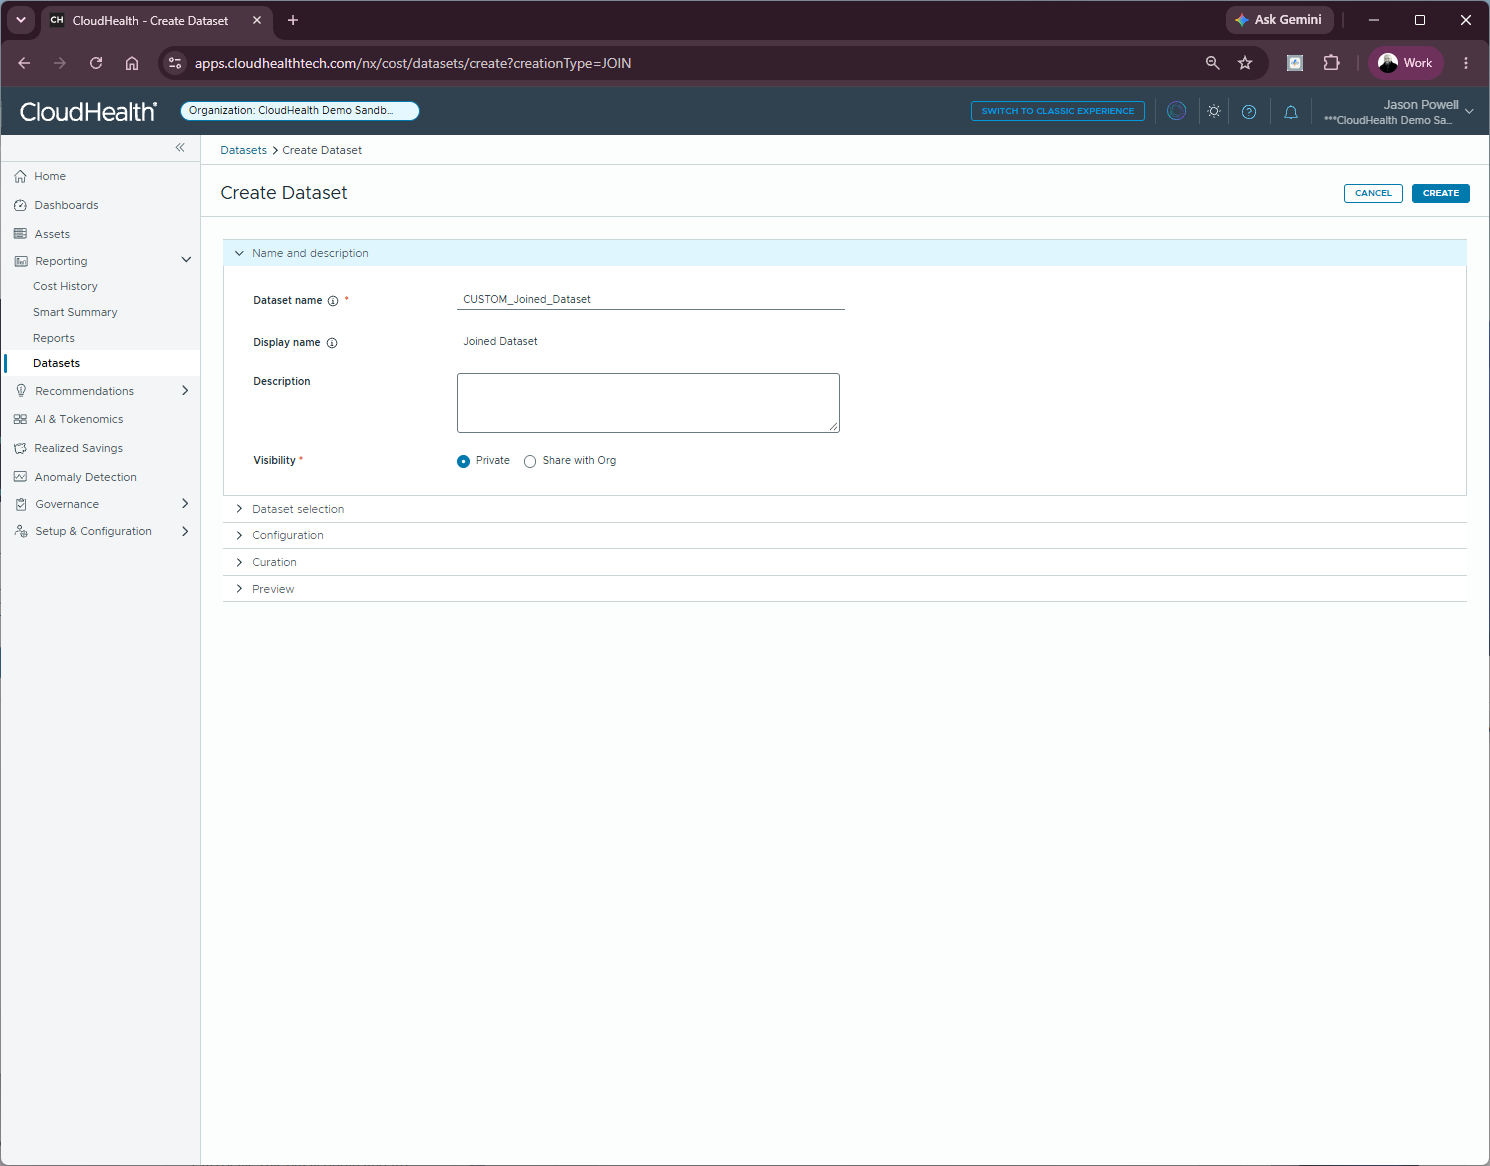 CH CloudHealth - Create Dataset
Ask Gemini
apps.cloudhealthtech.com/nx/cost/datasets/create?creationType=JOIN
Work
CloudHealth
Organization: CloudHealth Demo Sandb...
SWITCH TO CLASSIC EXPERIENCE
Jason Powell
***CloudHealth Demo Sa...
Home
Dashboards
Assets
Reporting
Cost History
Smart Summary
Reports
Datasets
Recommendations
AI & Tokenomics
Realized Savings
Anomaly Detection
Governance
Setup & Configuration
Datasets > Create Dataset
Create Dataset
CANCEL
CREATE
Name and description
Dataset name * CUSTOM_Joined_Dataset
Display name Joined Dataset
Description
Visibility * Private Share with Org
Dataset selection
Configuration
Curation
Preview